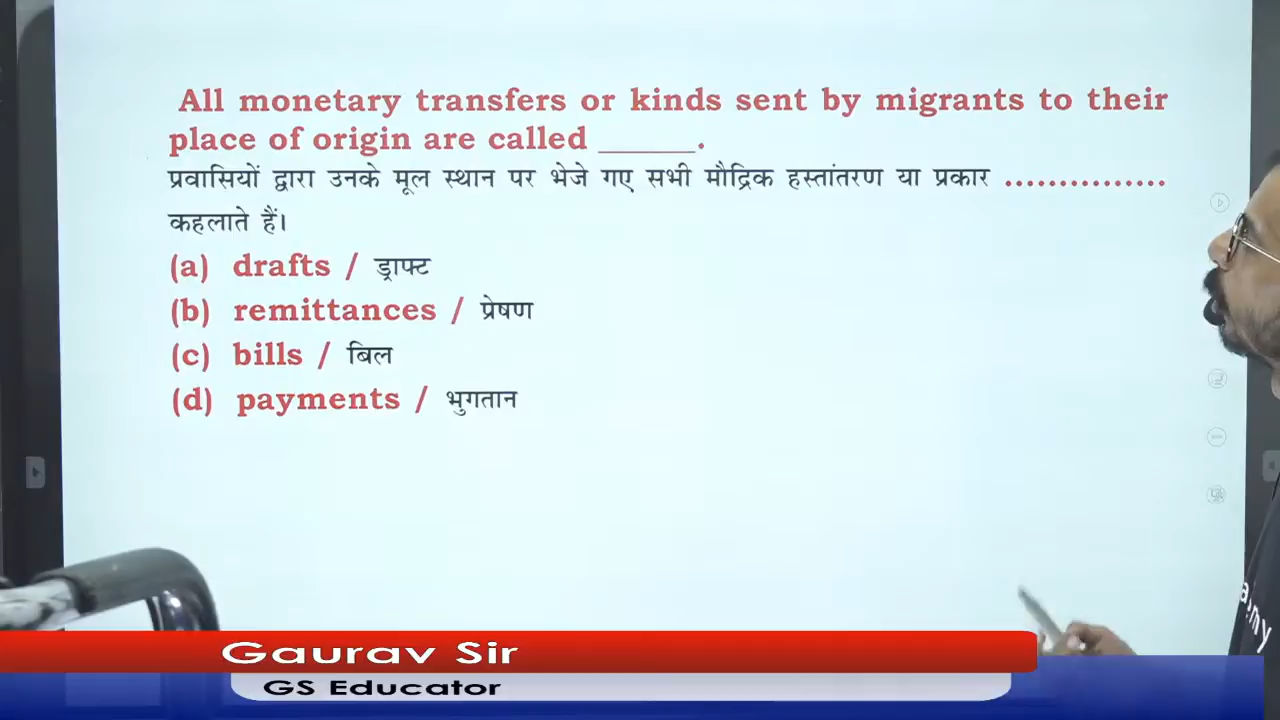 All monetary transfers or kinds sent by migrants to their
place of origin are called ______.
प्रवासियों द्वारा उनके मूल स्थान पर भेजे गए सभी मौद्रिक हस्तांतरण या प्रकार ...............
कहलाते हैं।
(a) drafts / ड्राफ्ट
(b) remittances / प्रेषण
(c) bills / बिल
(d) payments / भुगतान
Gaurav Sir
GS Educator